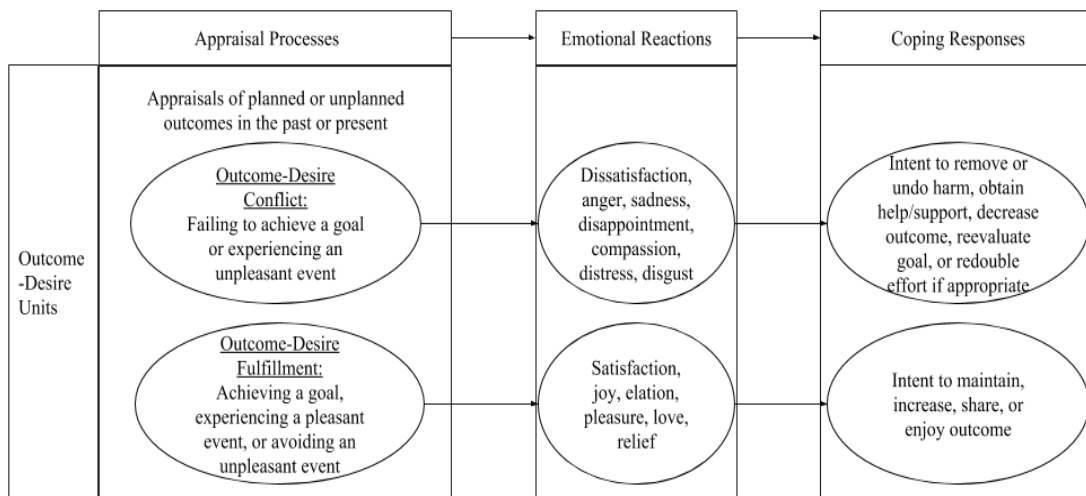 Appraisal Processes
Emotional Reactions
Coping Responses
Outcome
-Desire
Units
Appraisals of planned or unplanned
outcomes in the past or present
Outcome-Desire
Conflict:
Failing to achieve a goal
or experiencing an
unpleasant event
Dissatisfaction,
anger, sadness,
disappointment,
compassion,
distress, disgust
Intent to remove or
undo harm, obtain
help/support, decrease
outcome, reevaluate
goal, or redouble
effort if appropriate
Outcome-Desire
Fulfillment:
Achieving a goal,
experiencing a pleasant
event, or avoiding an
unpleasant event
Satisfaction,
joy, elation,
pleasure, love,
relief
Intent to maintain,
increase, share, or
enjoy outcome